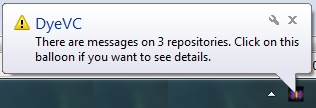 DyeVC
There are messages on 3 repositories. Click on this
balloon if you want to see details.